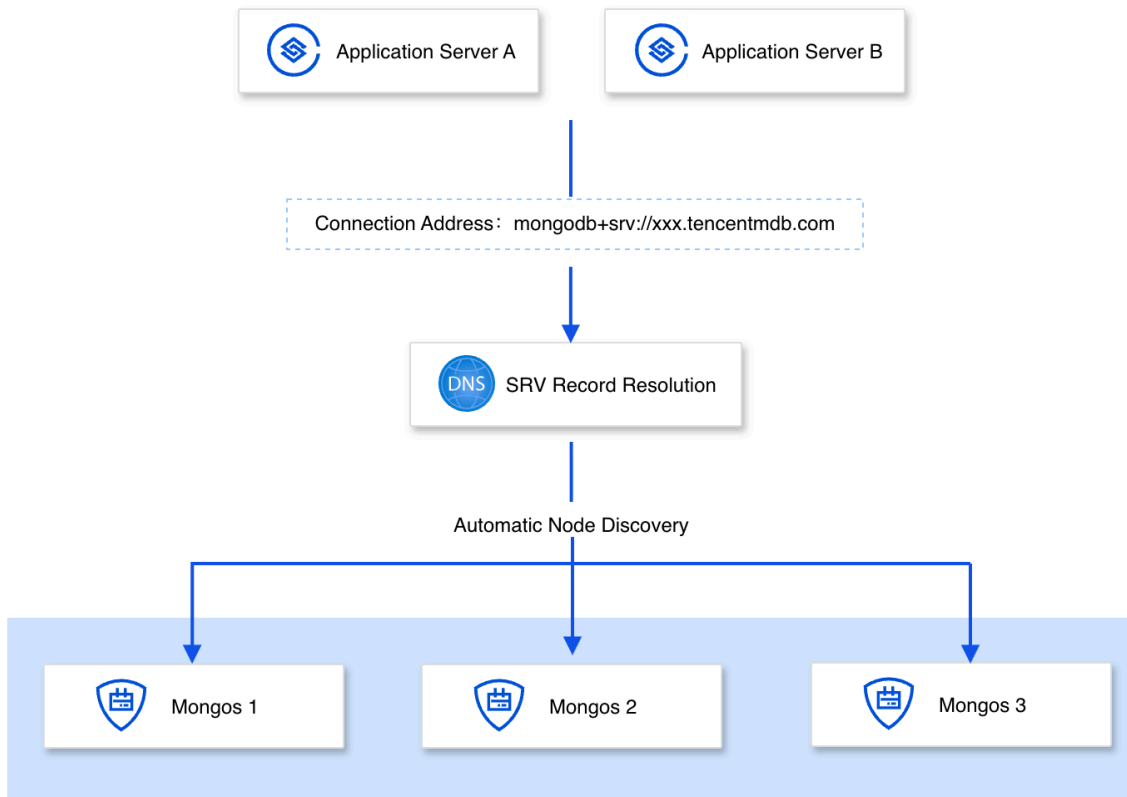 Application Server A
Application Server B
Connection Address：mongodb+srv://xxx.tencentmdb.com
DNS
SRV Record Resolution
Automatic Node Discovery
Mongos 1
Mongos 2
Mongos 3